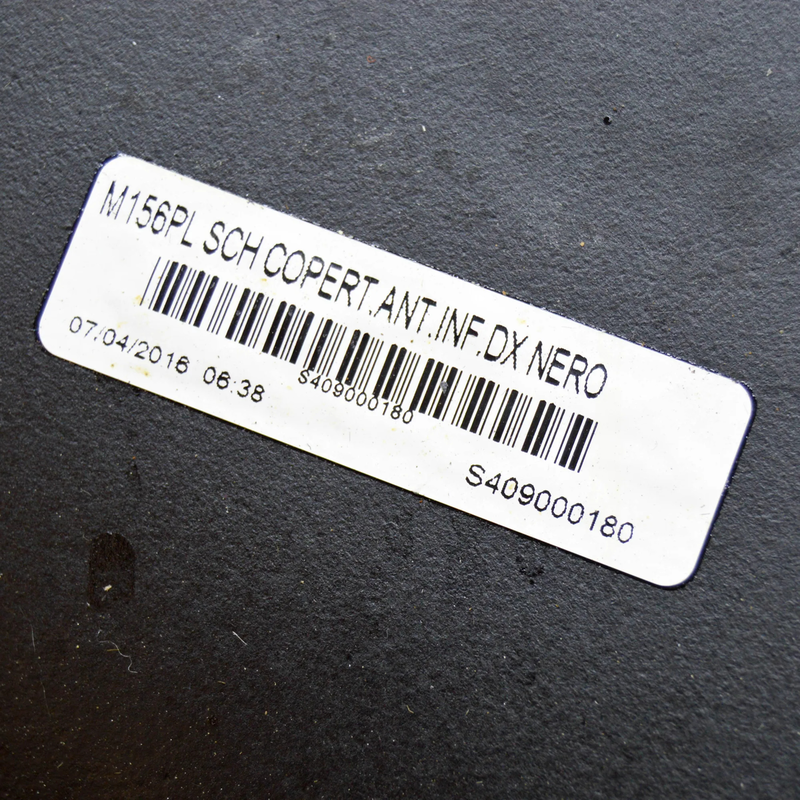 M156PL SCH COPERT.ANT.INF.DX NERO
S409000180
07/04/2016 06:38
S409000180